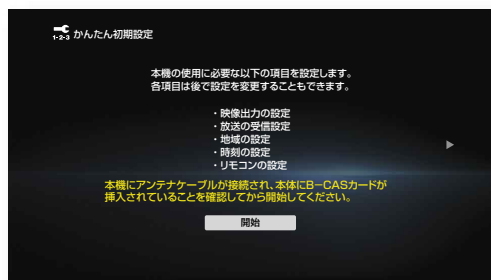 1-2-3 かんたん初期設定
本機の使用に必要な以下の項目を設定します。
各項目は後で設定を変更することもできます。
・映像出力の設定
・放送の受信設定
・地域の設定
・時刻の設定
・リモコンの設定
本機にアンテナケーブルが接続され、本体にB-CASカードが
挿入されていることを確認してから開始してください。
開始